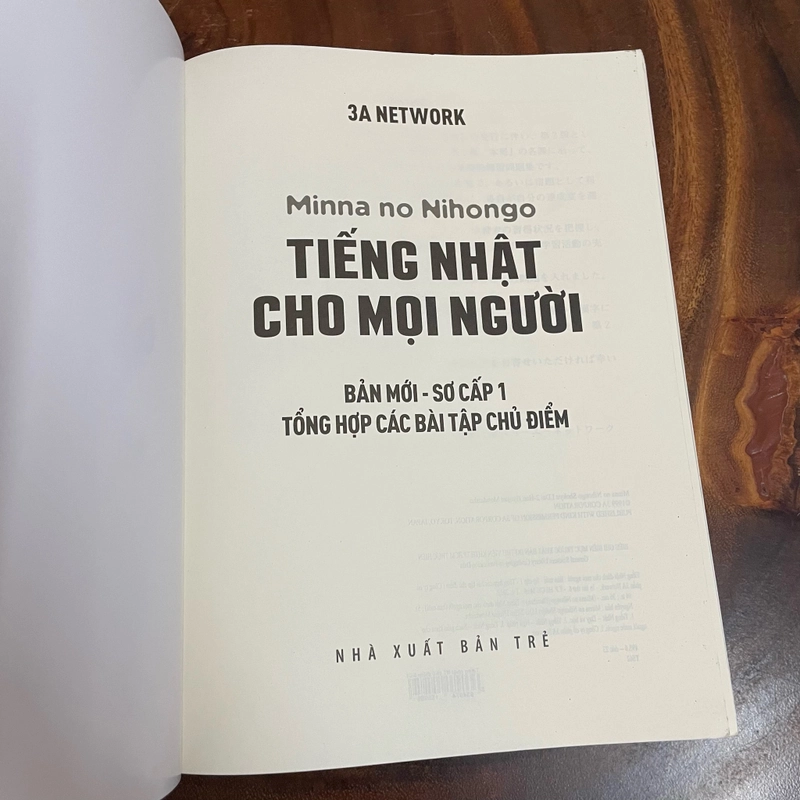 3A NETWORK
Minna no Nihongo
TIẾNG NHẬT
CHO MỌI NGƯỜI
BẢN MỚI - SƠ CẤP 1
TỔNG HỢP CÁC BÀI TẬP CHỦ ĐIỂM
NHÀ XUẤT BẢN TRẺ